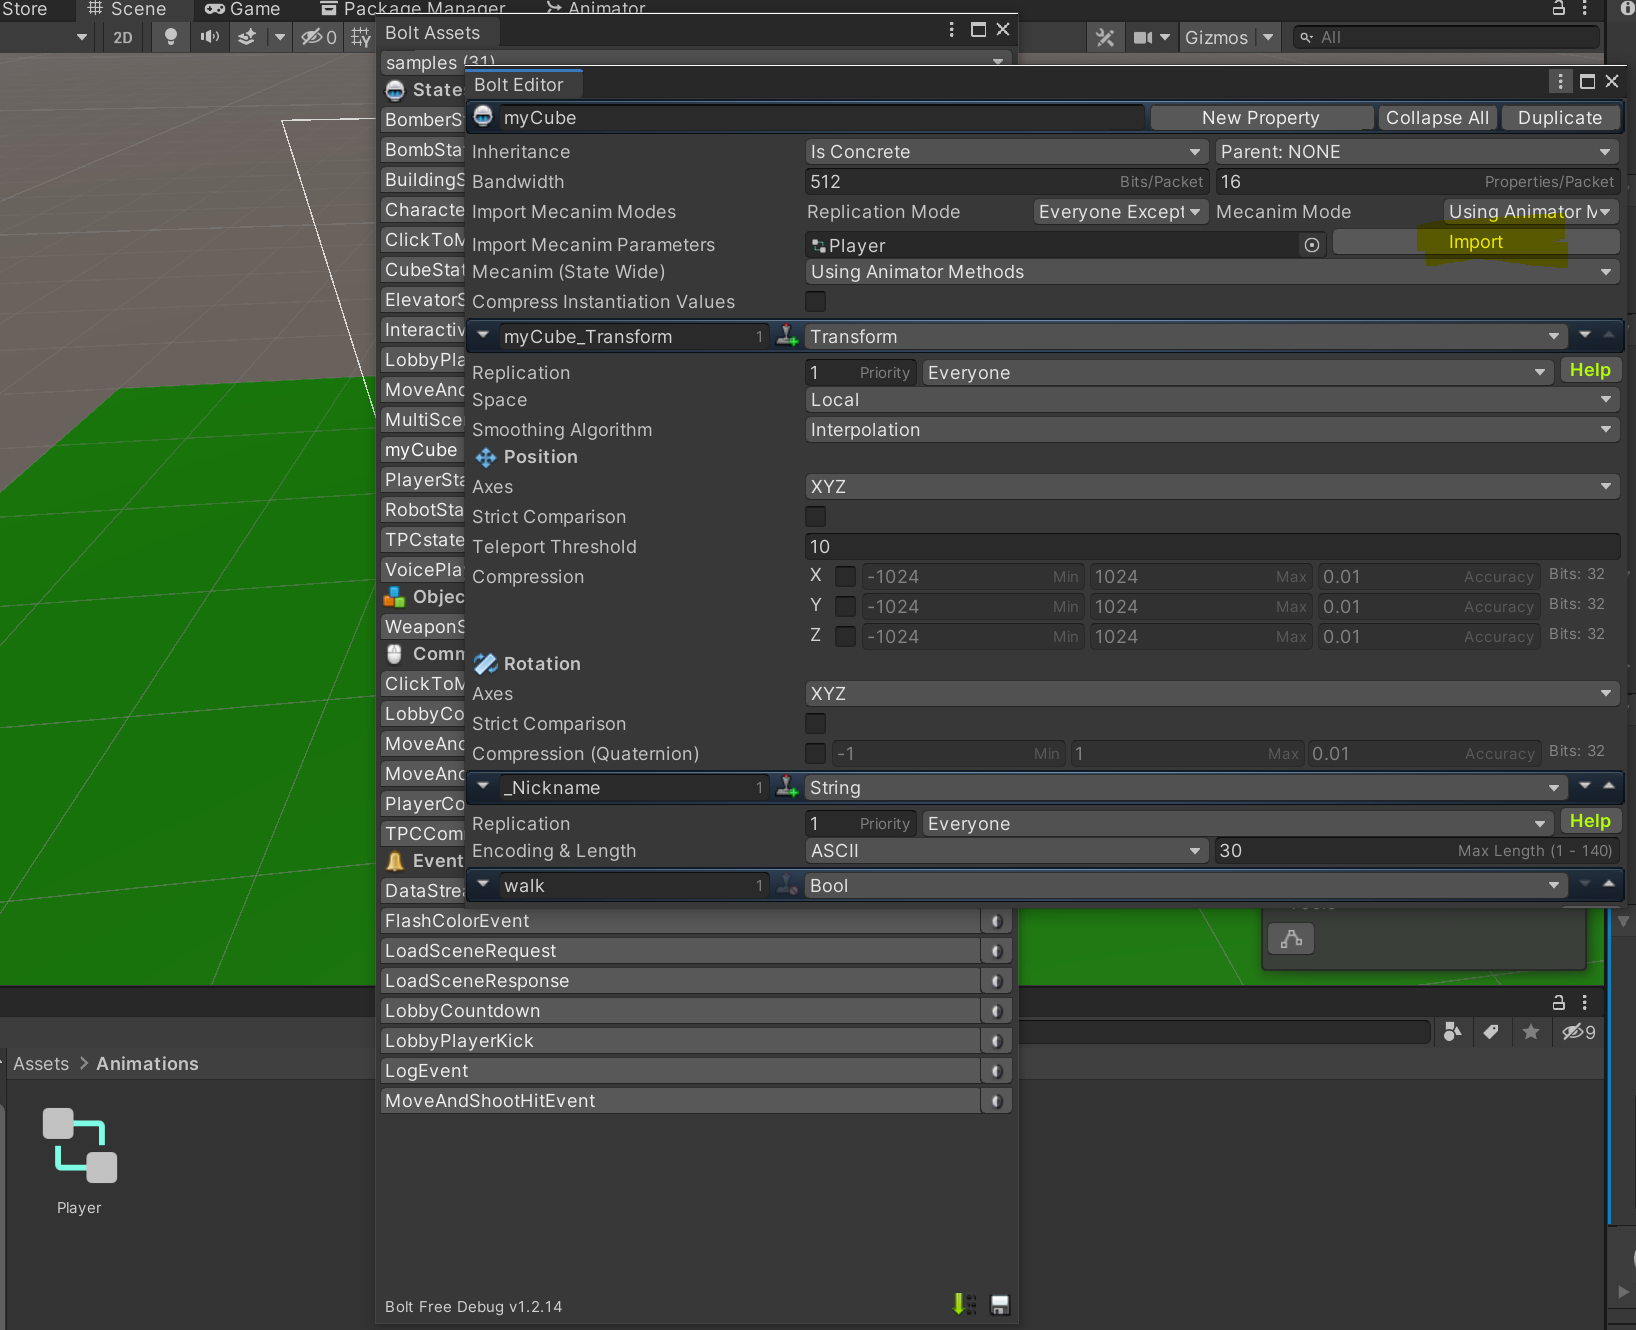 Store
Scene
Game
Package Manager
Animator
2D
0
Gizmos
All
Bolt Assets
samples (31)
States
BomberS
BombSta
BuildingS
Characte
ClickToM
CubeStat
ElevatorS
Interactiv
LobbyPla
MoveAnd
MultiSce
myCube
PlayerSta
RobotSta
TPCstate
VoicePla
Objec
WeaponS
Comm
ClickToM
LobbyCo
MoveAnd
MoveAnd
PlayerCo
TPCCom
Event
DataStrea
FlashColorEvent
LoadSceneRequest
LoadSceneResponse
LobbyCountdown
LobbyPlayerKick
LogEvent
MoveAndShootHitEvent
Bolt Free Debug v1.2.14
Bolt Editor
myCube New Property Collapse All Duplicate
Inheritance Is Concrete Parent: NONE
Bandwidth 512 Bits/Packet 16 Properties/Packet
Import Mecanim Modes Replication Mode Everyone Except Mecanim Mode Using Animator M
Import Mecanim Parameters Player Import
Mecanim (State Wide) Using Animator Methods
Compress Instantiation Values
myCube_Transform 1 Transform
Replication 1 Priority Everyone Help
Space Local
Smoothing Algorithm Interpolation
Position
Axes XYZ
Strict Comparison
Teleport Threshold 10
Compression X -1024 Min 1024 Max 0.01 Accuracy Bits: 32
Y -1024 Min 1024 Max 0.01 Accuracy Bits: 32
Z -1024 Min 1024 Max 0.01 Accuracy Bits: 32
Rotation
Axes XYZ
Strict Comparison
Compression (Quaternion) -1 Min 1 Max 0.01 Accuracy Bits: 32
_Nickname 1 String
Replication 1 Priority Everyone Help
Encoding & Length ASCII 30 Max Length (1 - 140)
walk 1 Bool
9
Assets > Animations
Player